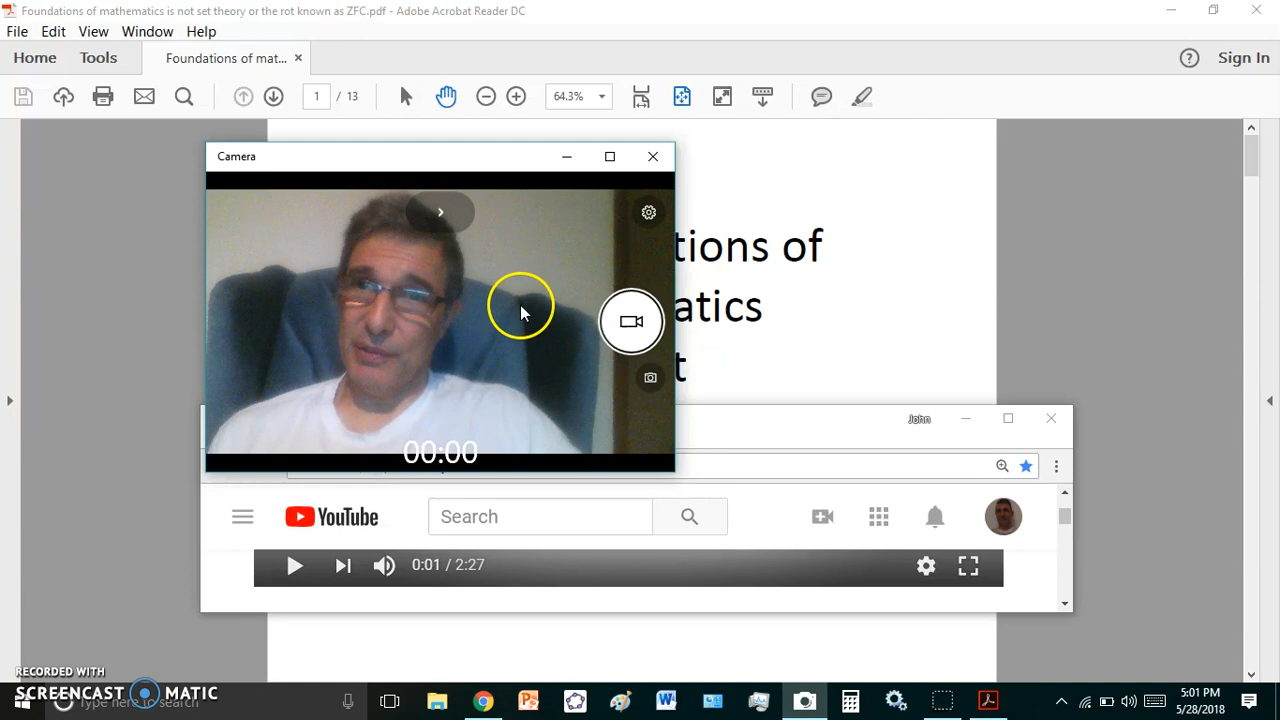 Foundations of mathematics is not set theory or the rot known as ZFC.pdf - Adobe Acrobat Reader DC
File Edit View Window Help
Home Tools Foundations of mat... ×
Sign In
1 / 13
64.3%
Camera
tions of
atics
t
00:00
John
YouTube
Search
0:01 / 2:27
RECORDED WITH
SCREENCAST MATIC
Type here to search
5:01 PM
5/28/2018